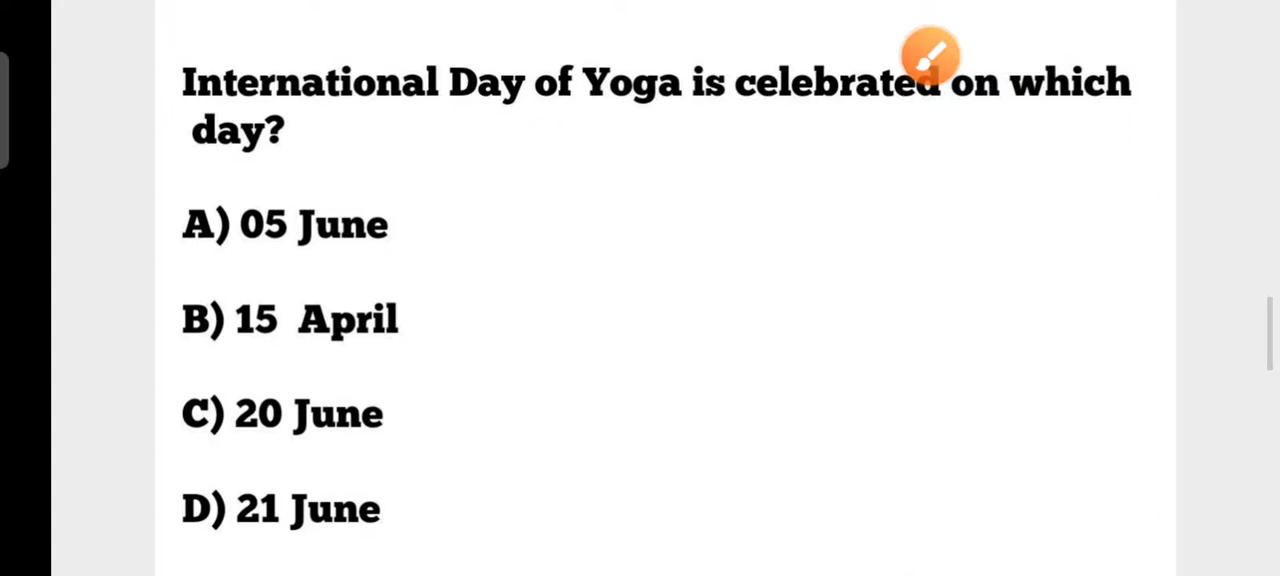 International Day of Yoga is celebrated on which
day?
A) 05 June
B) 15 April
C) 20 June
D) 21 June